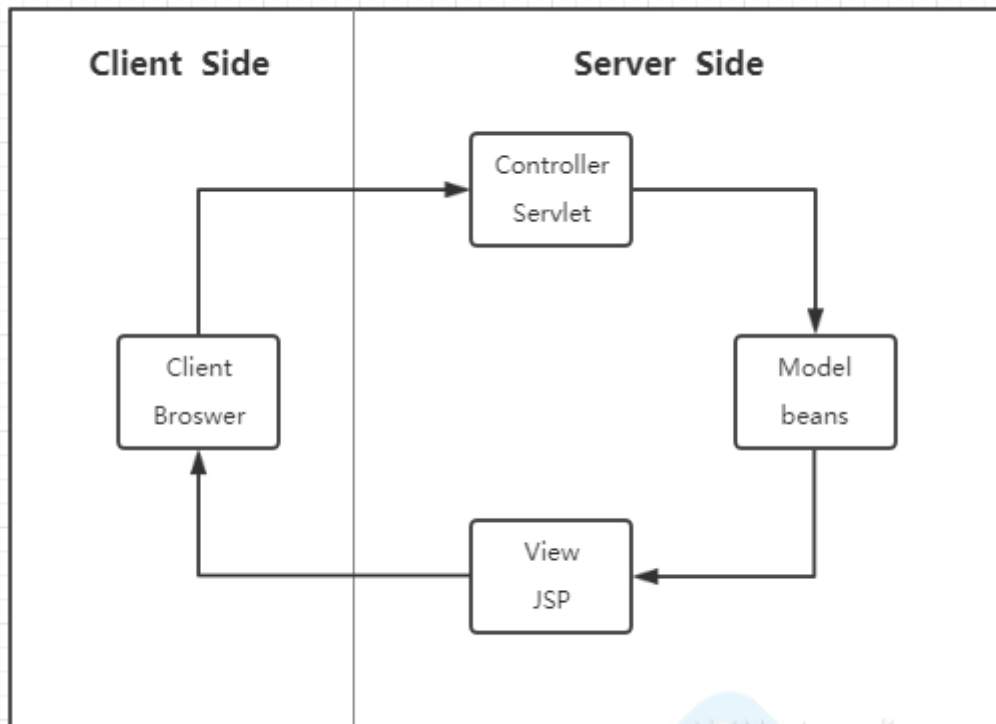 Client Side
Server Side
Controller
Servlet
Client
Broswer
Model
beans
View
JSP